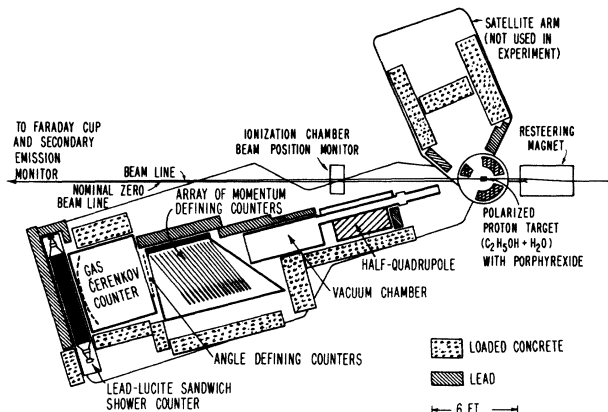 SATELLITE ARM
(NOT USED IN
EXPERIMENT)
TO FARADAY CUP
AND SECONDARY
EMISSION
MONITOR
IONIZATION CHAMBER
BEAM POSITION MONITOR
RESTEERING
MAGNET
BEAM LINE
NOMINAL ZERO
BEAM LINE
ARRAY OF MOMENTUM
DEFINING COUNTERS
POLARIZED
PROTON TARGET
(C₂H₅OH + H₂O)
WITH PORPHYREXIDE
GAS
ČERENKOV
COUNTER
HALF-QUADRUPOLE
VACUUM CHAMBER
ANGLE DEFINING COUNTERS
LEAD-LUCITE SANDWICH
SHOWER COUNTER
LOADED CONCRETE
LEAD
6 FT.